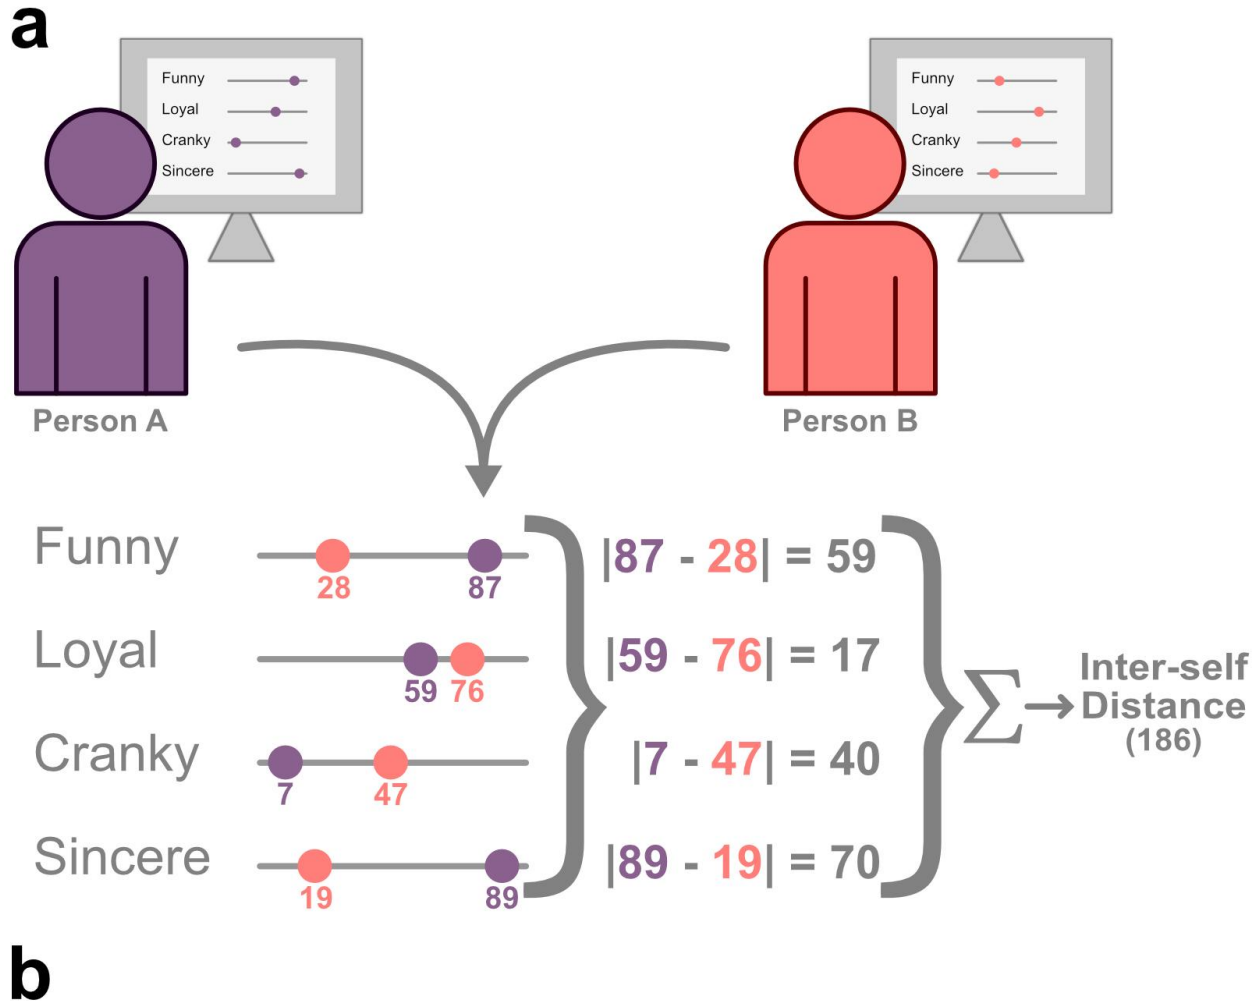 a
Funny
Loyal
Cranky
Sincere
Funny
Loyal
Cranky
Sincere
Person A
Person B
Funny
28
87
|87 - 28| = 59
Loyal
59
76
|59 - 76| = 17
Cranky
7
47
|7 - 47| = 40
Sincere
19
89
|89 - 19| = 70
∑
Inter-self
Distance
(186)
b